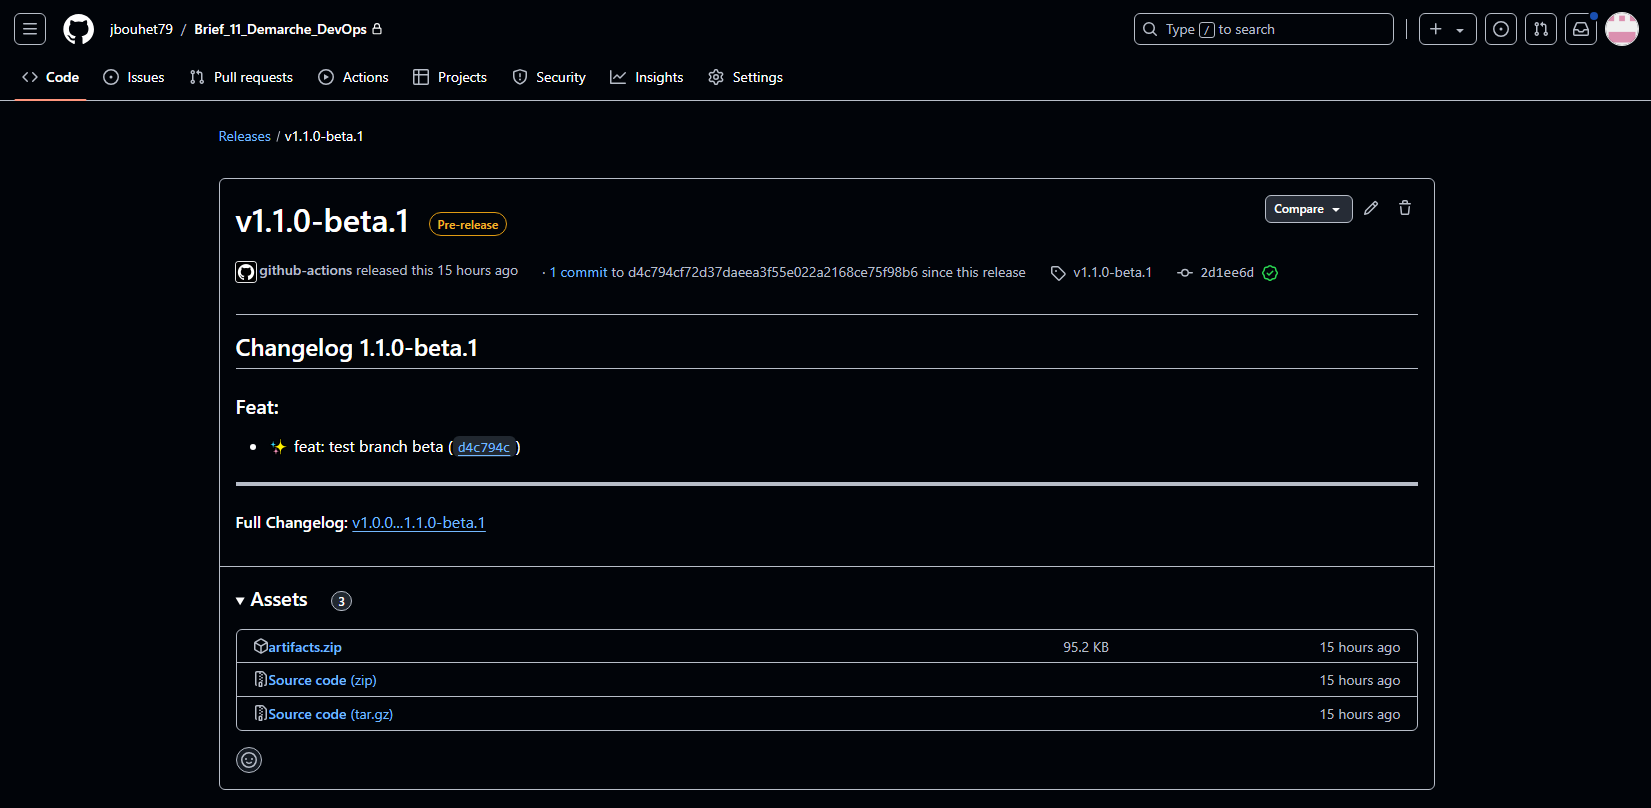 jbouhet79 / Brief_11_Demarche_DevOps
Type / to search
Code Issues Pull requests Actions Projects Security Insights Settings
Releases / v1.1.0-beta.1
v1.1.0-beta.1 Pre-release
Compare
github-actions released this 15 hours ago · 1 commit to d4c794cf72d37daeea3f55e022a2168ce75f98b6 since this release v1.1.0-beta.1 2d1ee6d
Changelog 1.1.0-beta.1
Feat:
• ✨ feat: test branch beta (d4c794c)
Full Changelog: v1.0.0...1.1.0-beta.1
Assets 3
artifacts.zip 95.2 KB 15 hours ago
Source code (zip) 15 hours ago
Source code (tar.gz) 15 hours ago